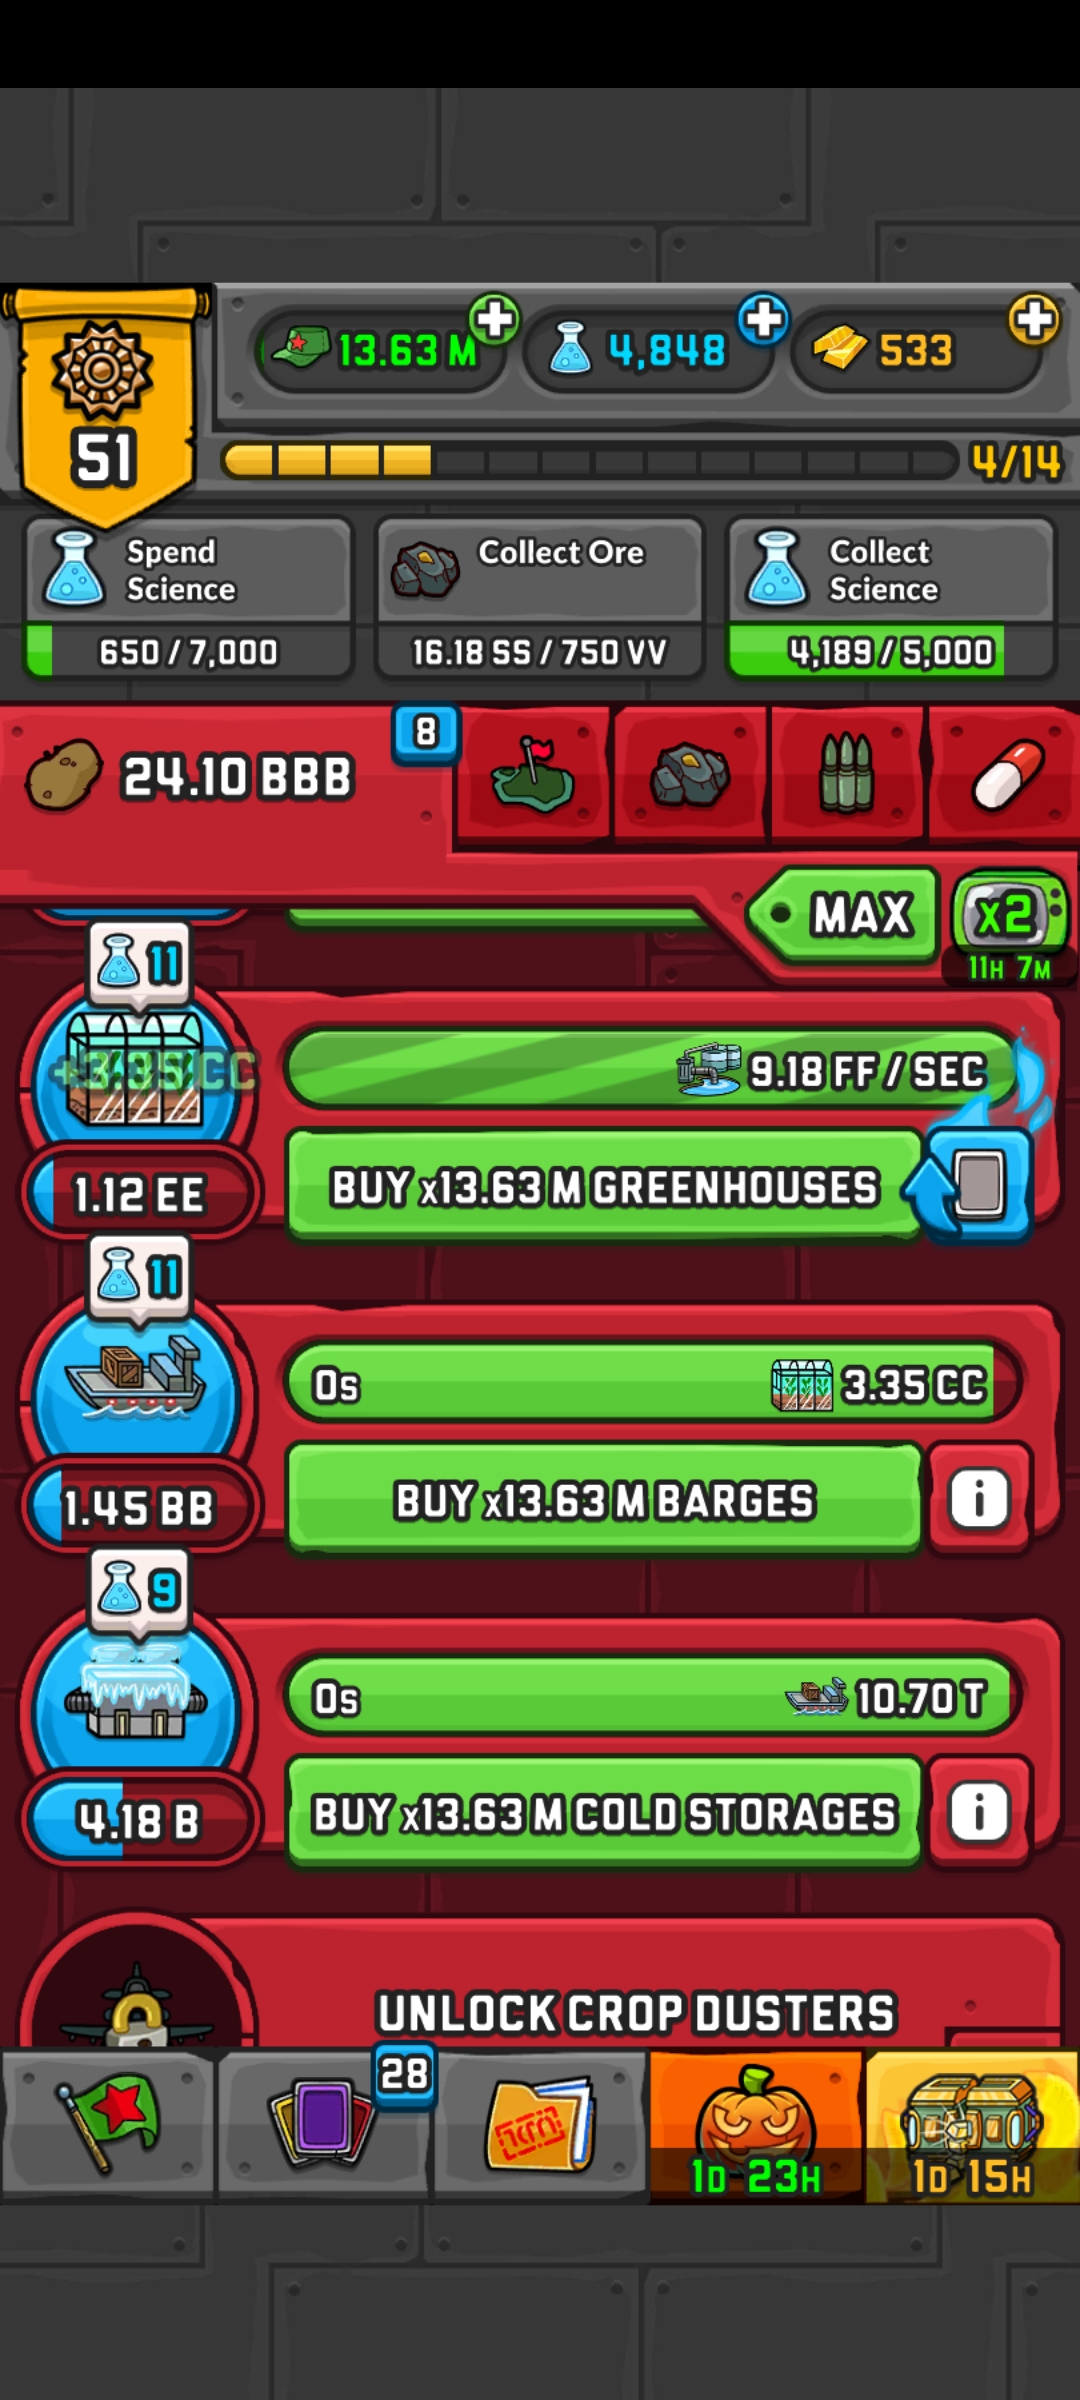 13.63 M
4,848
533
51
4/14
Spend
Science
650 / 7,000
Collect Ore
16.18 SS / 750 VV
Collect
Science
4,189 / 5,000
24.10 BBB
8
MAX
x2
11H 7M
11
+3.35 CC
9.18 FF / SEC
1.12 EE
BUY x13.63 M GREENHOUSES
11
0s
3.35 CC
1.45 BB
BUY x13.63 M BARGES
9
0s
10.70 T
4.18 B
BUY x13.63 M COLD STORAGES
UNLOCK CROP DUSTERS
28
1D 23H
1D 15H